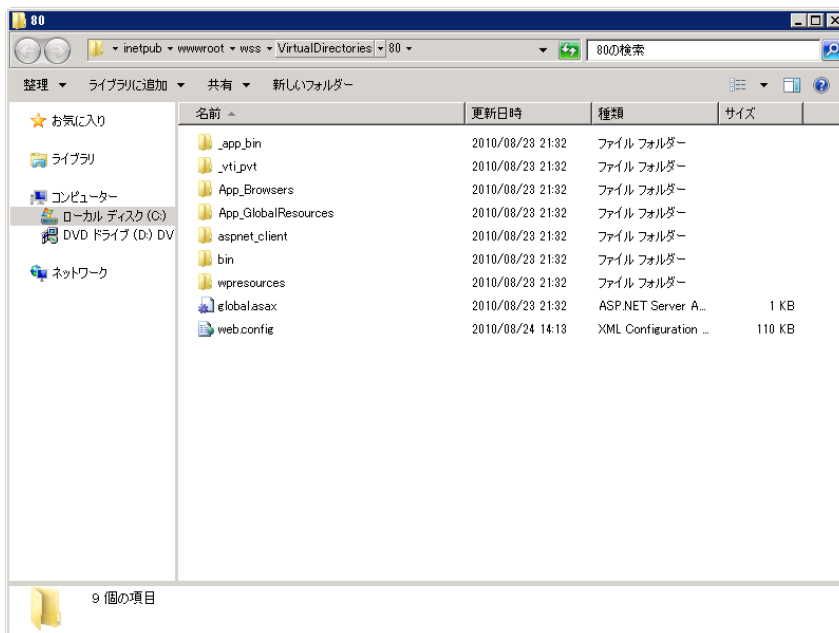 80
inetpub wwwroot wss VirtualDirectories 80 80の検索
整理 ライブラリに追加 共有 新しいフォルダー
お気に入り
ライブラリ
コンピューター
ローカル ディスク (C:)
DVD ドライブ (D:) DV
ネットワーク
名前 更新日時 種類 サイズ
_app_bin 2010/08/23 21:32 ファイル フォルダー
_vti_pvt 2010/08/23 21:32 ファイル フォルダー
App_Browsers 2010/08/23 21:32 ファイル フォルダー
App_GlobalResources 2010/08/23 21:32 ファイル フォルダー
aspnet_client 2010/08/23 21:32 ファイル フォルダー
bin 2010/08/23 21:32 ファイル フォルダー
wpresources 2010/08/23 21:32 ファイル フォルダー
global.asax 2010/08/23 21:32 ASP.NET Server A... 1 KB
web.config 2010/08/24 14:13 XML Configuration ... 110 KB
9 個の項目